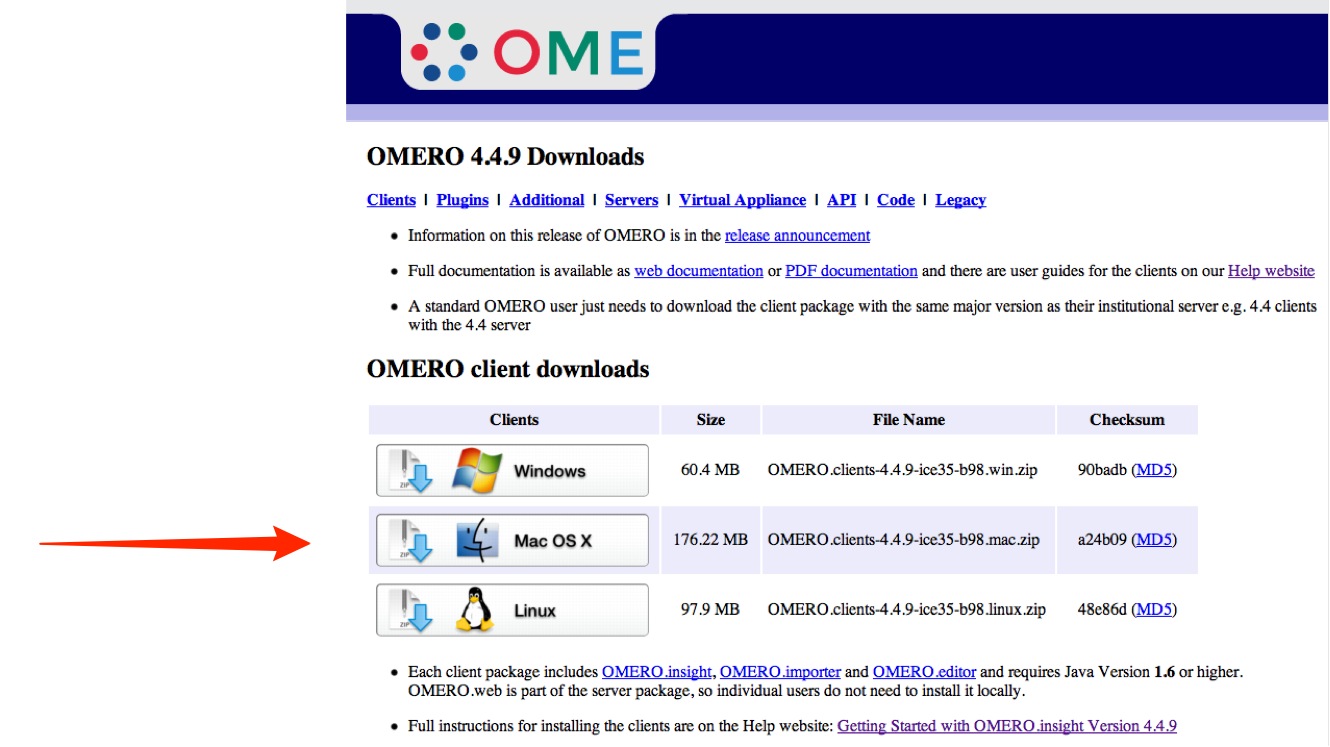 OME
OMERO 4.4.9 Downloads
Clients | Plugins | Additional | Servers | Virtual Appliance | API | Code | Legacy
• Information on this release of OMERO is in the release announcement
• Full documentation is available as web documentation or PDF documentation and there are user guides for the clients on our Help website
• A standard OMERO user just needs to download the client package with the same major version as their institutional server e.g. 4.4 clients
with the 4.4 server
OMERO client downloads
Clients Size File Name Checksum
ZIP Windows 60.4 MB OMERO.clients-4.4.9-ice35-b98.win.zip 90badb (MD5)
ZIP Mac OS X 176.22 MB OMERO.clients-4.4.9-ice35-b98.mac.zip a24b09 (MD5)
ZIP Linux 97.9 MB OMERO.clients-4.4.9-ice35-b98.linux.zip 48e86d (MD5)
• Each client package includes OMERO.insight, OMERO.importer and OMERO.editor and requires Java Version 1.6 or higher.
OMERO.web is part of the server package, so individual users do not need to install it locally.
• Full instructions for installing the clients are on the Help website: Getting Started with OMERO.insight Version 4.4.9